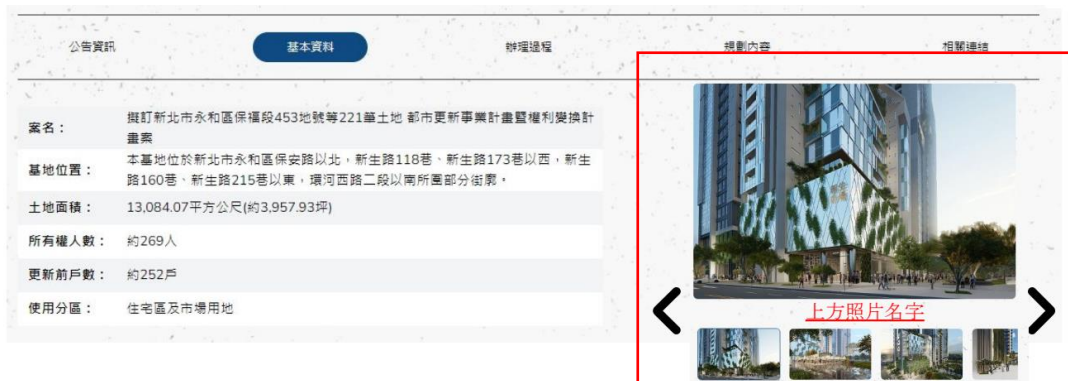 公告資訊
基本資料
辦理過程
規劃內容
相關連結
案名：
擬訂新北市永和區保福段453地號等221筆土地 都市更新事業計畫暨權利變換計
畫案
基地位置：
本基地位於新北市永和區保安路以北，新生路118巷、新生路173巷以西，新生
路160巷、新生路215巷以東，環河西路二段以南所圍部分街廓。
土地面積：
13,084.07平方公尺(約3,957.93坪)
所有權人數：
約269人
更新前戶數：
約252戶
使用分區：
住宅區及市場用地
上方照片名字